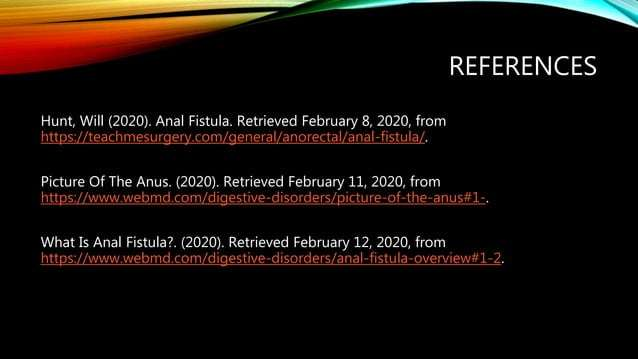 REFERENCES
Hunt, Will (2020). Anal Fistula. Retrieved February 8, 2020, from
https://teachmesurgery.com/general/anorectal/anal-fistula/.
Picture Of The Anus. (2020). Retrieved February 11, 2020, from
https://www.webmd.com/digestive-disorders/picture-of-the-anus#1-.
What Is Anal Fistula?. (2020). Retrieved February 12, 2020, from
https://www.webmd.com/digestive-disorders/anal-fistula-overview#1-2.